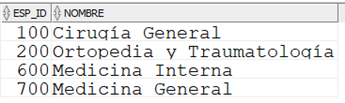 ESP_ID NOMBRE
100 Cirugía General
200 Ortopedia y Traumatología
600 Medicina Interna
700 Medicina General